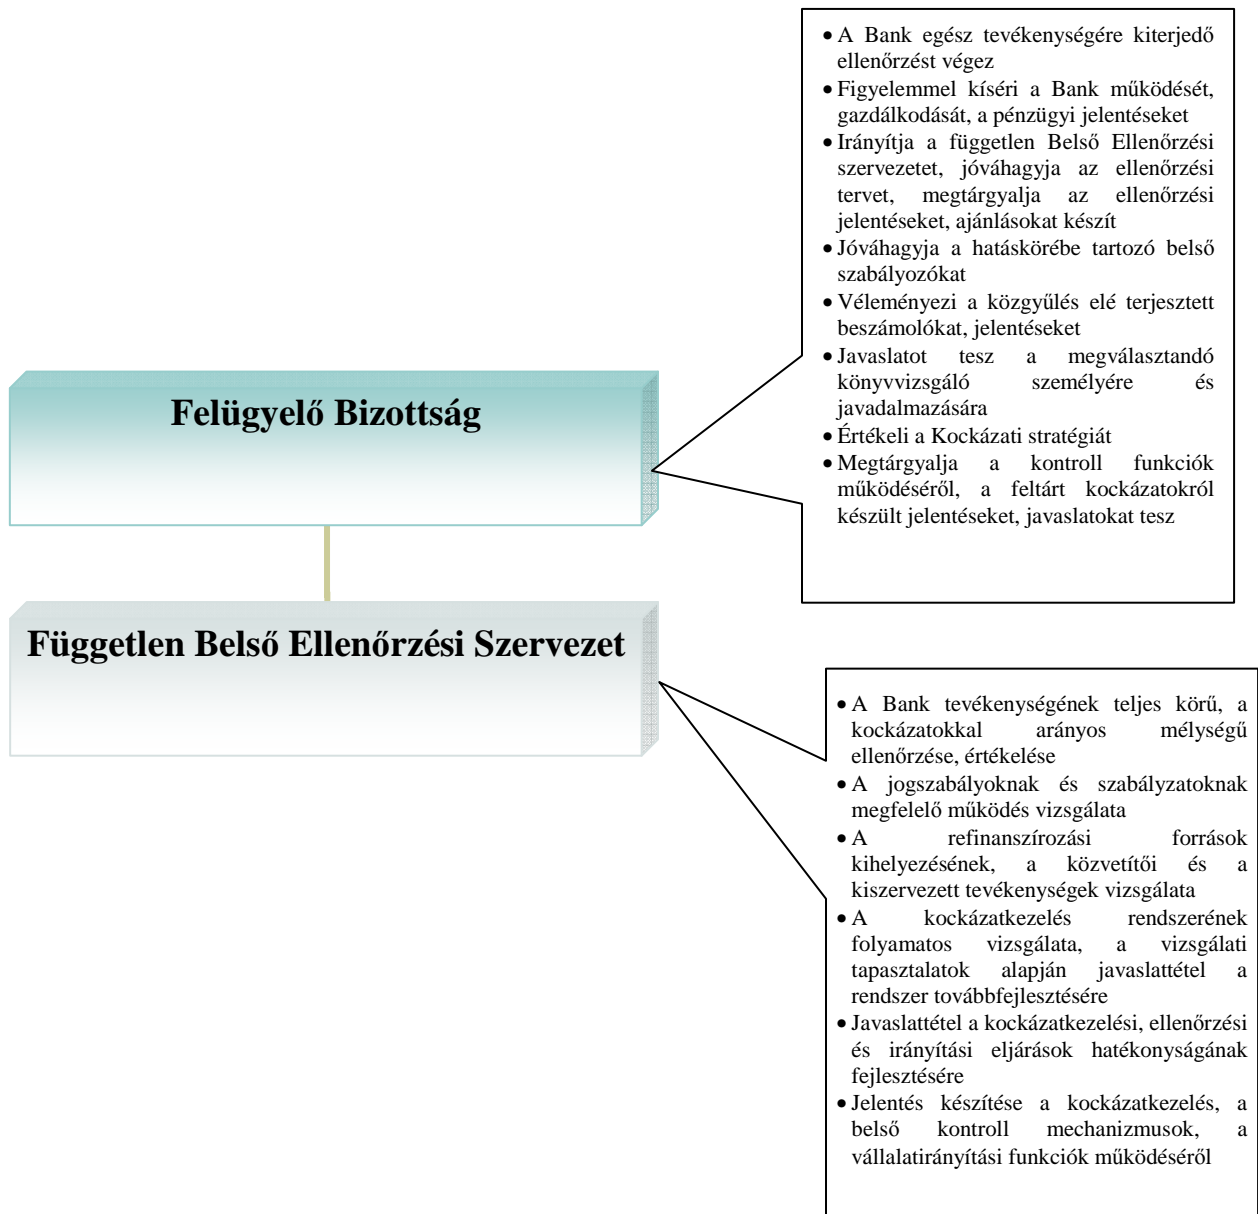 • A Bank egész tevékenységére kiterjedő
ellenőrzést végez
• Figyelemmel kíséri a Bank működését,
gazdálkodását, a pénzügyi jelentéseket
• Irányítja a független Belső Ellenőrzési
szervezetet, jóváhagyja az ellenőrzési
tervet, megtárgyalja az ellenőrzési
jelentéseket, ajánlásokat készít
• Jóváhagyja a hatáskörébe tartozó belső
szabályozókat
• Véleményezi a közgyűlés elé terjesztett
beszámolókat, jelentéseket
• Javaslatot tesz a megválasztandó
könyvvizsgáló személyére és
javadalmazására
• Értékeli a Kockázati stratégiát
• Megtárgyalja a kontroll funkciók
működéséről, a feltárt kockázatokról
készült jelentéseket, javaslatokat tesz
Felügyelő Bizottság
Független Belső Ellenőrzési Szervezet
• A Bank tevékenységének teljes körű, a
kockázatokkal arányos mélységű
ellenőrzése, értékelése
• A jogszabályoknak és szabályzatoknak
megfelelő működés vizsgálata
• A refinanszírozási források
kihelyezésének, a közvetítői és a
kiszervezett tevékenységek vizsgálata
• A kockázatkezelés rendszerének
folyamatos vizsgálata, a vizsgálati
tapasztalatok alapján javaslattétel a
rendszer továbbfejlesztésére
• Javaslattétel a kockázatkezelési, ellenőrzési
és irányítási eljárások hatékonyságának
fejlesztésére
• Jelentés készítése a kockázatkezelés, a
belső kontroll mechanizmusok, a
vállalatirányítási funkciók működéséről